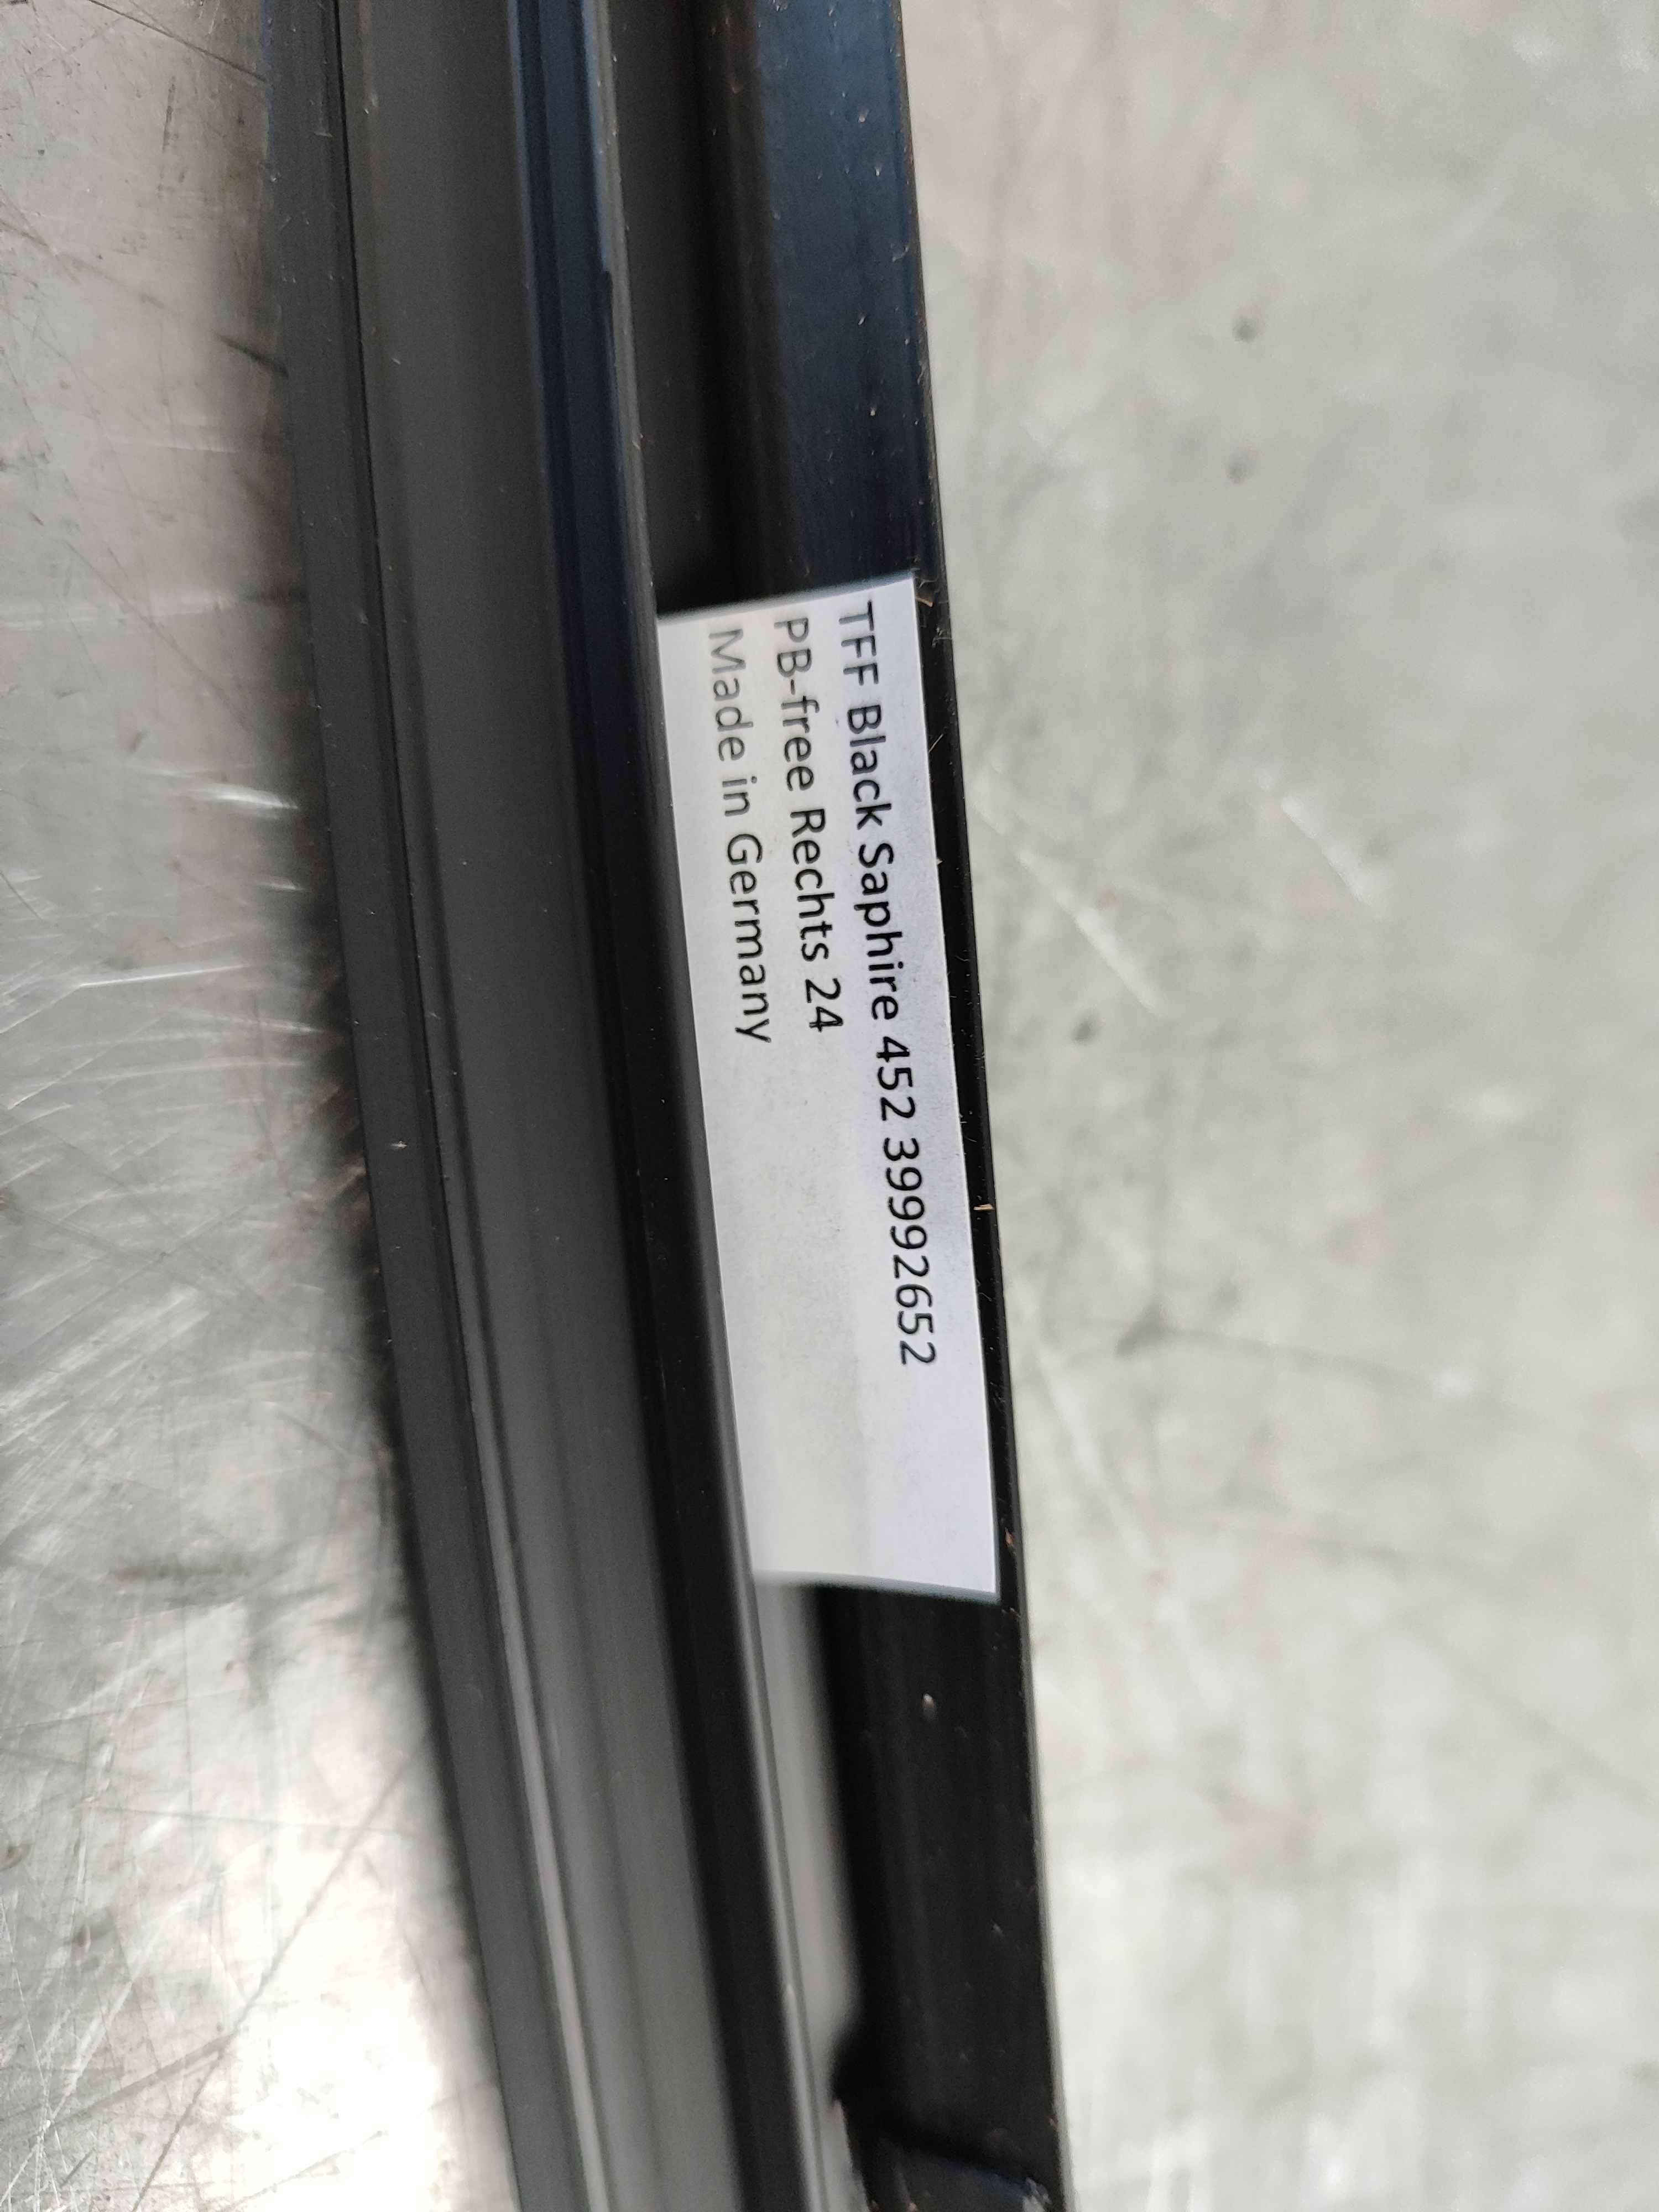 TFF Black Saphire 452 39992652
PB-free Rechts 24
Made in Germany